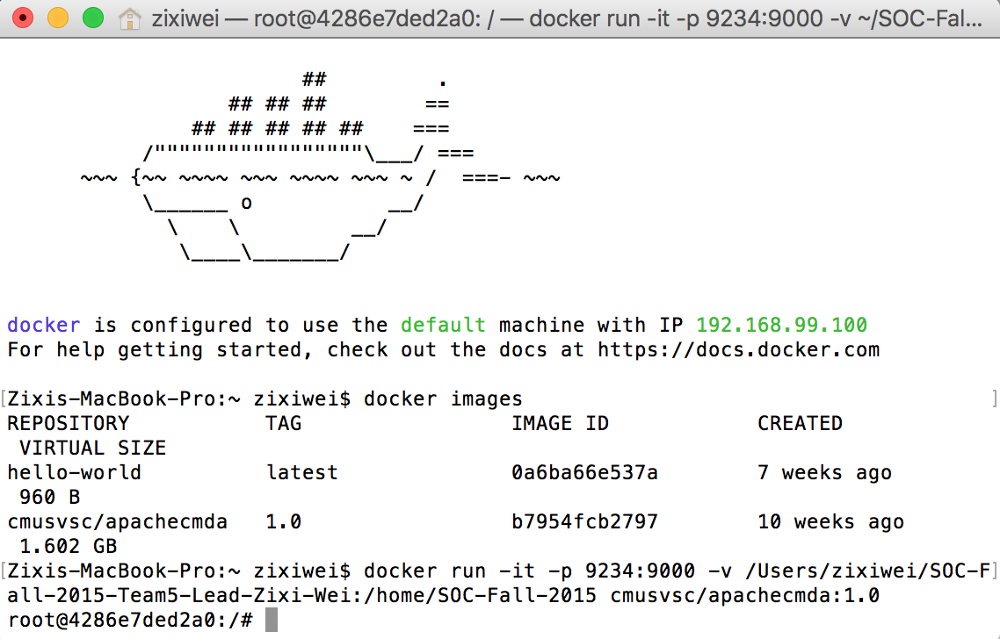 zixiwei — root@4286e7ded2a0: / — docker run -it -p 9234:9000 -v ~/SOC-Fal...
                        ##         .
                  ## ## ##        ==
               ## ## ## ## ##    ===
           /"""""""""""""""""\___/ ===
      ~~~ {~~ ~~~~ ~~~ ~~~~ ~~~ ~ /  ===- ~~~
           \______ o           __/
             \    \         __/
              \____\_______/
docker is configured to use the default machine with IP 192.168.99.100
For help getting started, check out the docs at https://docs.docker.com
[Zixis-MacBook-Pro:~ zixiwei$ docker images ]
REPOSITORY           TAG                 IMAGE ID            CREATED
 VIRTUAL SIZE
hello-world          latest              0a6ba66e537a        7 weeks ago
 960 B
cmusvsc/apachecmda   1.0                 b7954fcb2797        10 weeks ago
 1.602 GB
[Zixis-MacBook-Pro:~ zixiwei$ docker run -it -p 9234:9000 -v /Users/zixiwei/SOC-F]
all-2015-Team5-Lead-Zixi-Wei:/home/SOC-Fall-2015 cmusvsc/apachecmda:1.0
root@4286e7ded2a0:/#